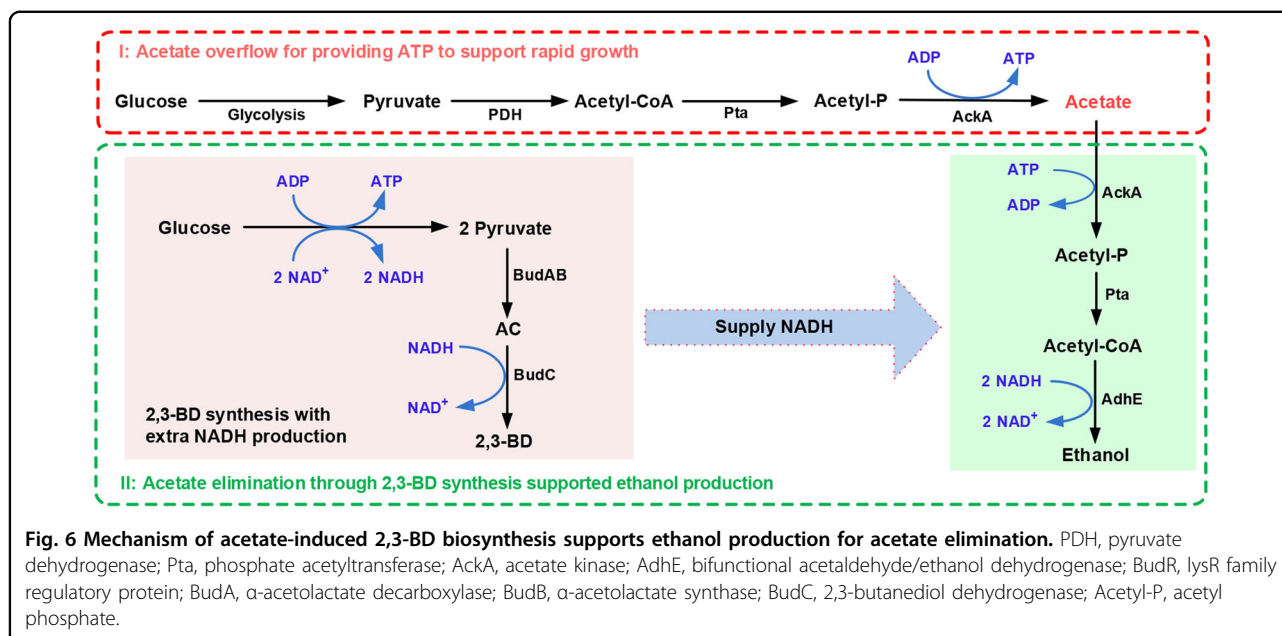 I: Acetate overflow for providing ATP to support rapid growth
ADP ATP
Glucose Pyruvate Acetyl-CoA Acetyl-P Acetate
Glycolysis PDH Pta AckA
ADP ATP
Glucose 2 Pyruvate
2 NAD+ 2 NADH
BudAB
AC
NADH
BudC
NAD+
2,3-BD
2,3-BD synthesis with
extra NADH production
Supply NADH
ATP
AckA
ADP
Acetyl-P
Pta
Acetyl-CoA
2 NADH
AdhE
2 NAD+
Ethanol
II: Acetate elimination through 2,3-BD synthesis supported ethanol production
Fig. 6 Mechanism of acetate-induced 2,3-BD biosynthesis supports ethanol production for acetate elimination. PDH, pyruvate
dehydrogenase; Pta, phosphate acetyltransferase; AckA, acetate kinase; AdhE, bifunctional acetaldehyde/ethanol dehydrogenase; BudR, lysR family
regulatory protein; BudA, α-acetolactate decarboxylase; BudB, α-acetolactate synthase; BudC, 2,3-butanediol dehydrogenase; Acetyl-P, acetyl
phosphate.